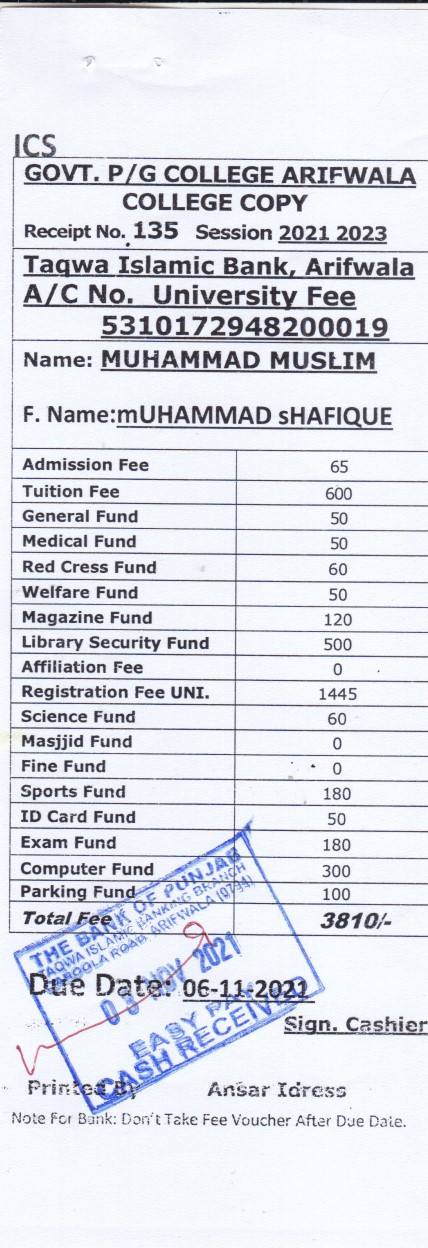 ICS
GOVT. P/G COLLEGE ARIFWALA
COLLEGE COPY
Receipt No. 135 Session 2021 2023
Taqwa Islamic Bank, Arifwala
A/C No. University Fee
5310172948200019
Name: MUHAMMAD MUSLIM
F. Name:mUHAMMAD sHAFIQUE
Admission Fee 65
Tuition Fee 600
General Fund 50
Medical Fund 50
Red Cress Fund 60
Welfare Fund 50
Magazine Fund 120
Library Security Fund 500
Affiliation Fee 0
Registration Fee UNI. 1445
Science Fund 60
Masjjid Fund 0
Fine Fund 0
Sports Fund 180
ID Card Fund 50
Exam Fund 180
Computer Fund 300
Parking Fund 100
Total Fee 3810/-
THE BANK OF PUNJAB
TAQWA ISLAMIC BANKING BRANCH
ROAD, ARIFWALA
NOV 2021
EASY PAY
CASH RECEIVED
Due Date: 06-11-2021
Sign. Cashier
Printed By Ansar Idress
Note For Bank: Don't Take Fee Voucher After Due Date.